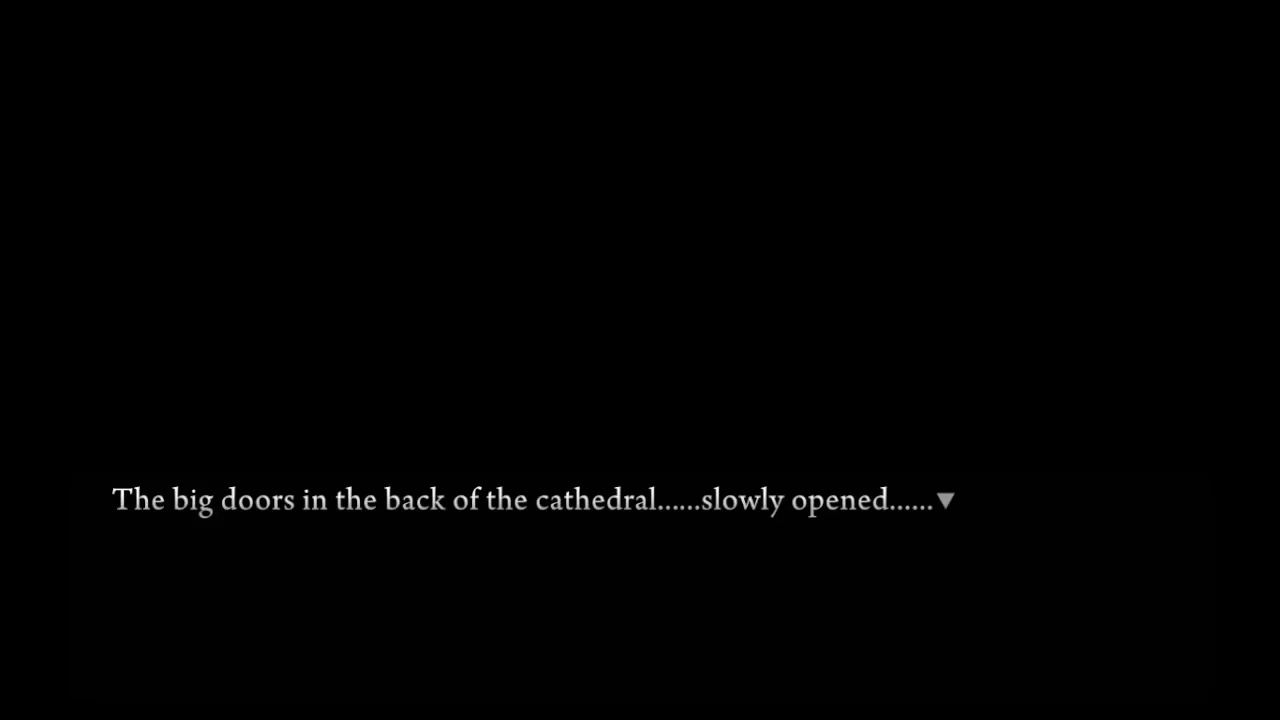 The big doors in the back of the cathedral......slowly opened......▼